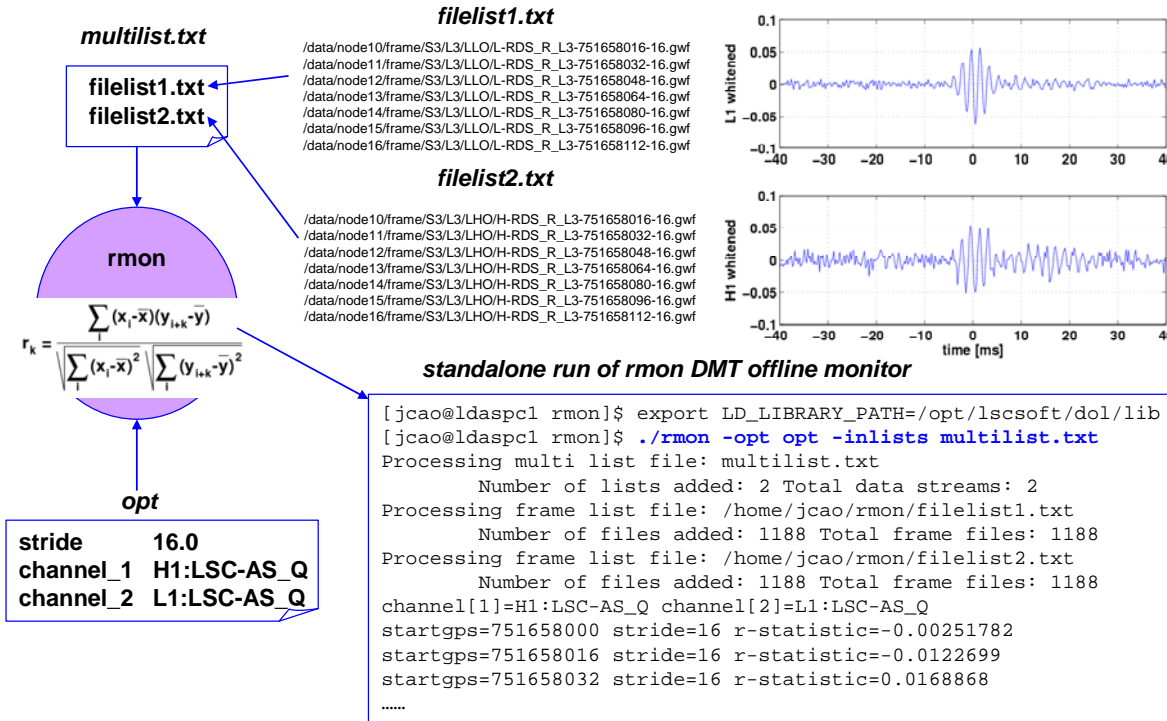 multilist.txt
filelist1.txt
filelist2.txt
filelist1.txt
/data/node10/frame/S3/L3/LLO/L-RDS_R_L3-751658016-16.gwf
/data/node11/frame/S3/L3/LLO/L-RDS_R_L3-751658032-16.gwf
/data/node12/frame/S3/L3/LLO/L-RDS_R_L3-751658048-16.gwf
/data/node13/frame/S3/L3/LLO/L-RDS_R_L3-751658064-16.gwf
/data/node14/frame/S3/L3/LLO/L-RDS_R_L3-751658080-16.gwf
/data/node15/frame/S3/L3/LLO/L-RDS_R_L3-751658096-16.gwf
/data/node16/frame/S3/L3/LLO/L-RDS_R_L3-751658112-16.gwf
filelist2.txt
/data/node10/frame/S3/L3/LHO/H-RDS_R_L3-751658016-16.gwf
/data/node11/frame/S3/L3/LHO/H-RDS_R_L3-751658032-16.gwf
/data/node12/frame/S3/L3/LHO/H-RDS_R_L3-751658048-16.gwf
/data/node13/frame/S3/L3/LHO/H-RDS_R_L3-751658064-16.gwf
/data/node14/frame/S3/L3/LHO/H-RDS_R_L3-751658080-16.gwf
/data/node15/frame/S3/L3/LHO/H-RDS_R_L3-751658096-16.gwf
/data/node16/frame/S3/L3/LHO/H-RDS_R_L3-751658112-16.gwf
L1 whitened
0.1
0.05
0
−0.05
−0.1
−40 −30 −20 −10 0 10 20 30 4
H1 whitened
0.1
0.05
0
−0.05
−0.1
−40 −30 −20 −10 0 10 20 30 4
time [ms]
rmon
r_k = ∑_i (x_i-x̅)(y_{i+k}-y̅) / √∑_i (x_i-x̅)² √∑_i (y_{i+k}-y̅)²
opt
stride 16.0
channel_1 H1:LSC-AS_Q
channel_2 L1:LSC-AS_Q
standalone run of rmon DMT offline monitor
[jcao@ldaspc1 rmon]$ export LD_LIBRARY_PATH=/opt/lscsoft/dol/lib
[jcao@ldaspc1 rmon]$ ./rmon -opt opt -inlists multilist.txt
Processing multi list file: multilist.txt
Number of lists added: 2 Total data streams: 2
Processing frame list file: /home/jcao/rmon/filelist1.txt
Number of files added: 1188 Total frame files: 1188
Processing frame list file: /home/jcao/rmon/filelist2.txt
Number of files added: 1188 Total frame files: 1188
channel[1]=H1:LSC-AS_Q channel[2]=L1:LSC-AS_Q
startgps=751658000 stride=16 r-statistic=-0.00251782
startgps=751658016 stride=16 r-statistic=-0.0122699
startgps=751658032 stride=16 r-statistic=0.0168868
……